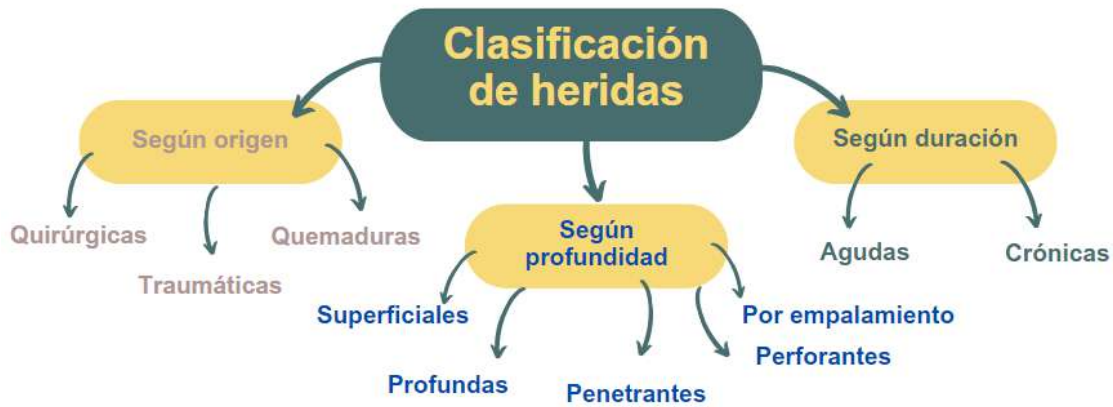 Clasificación
de heridas
Según origen
Quirúrgicas
Traumáticas
Quemaduras
Según
profundidad
Superficiales
Profundas
Penetrantes
Perforantes
Por empalamiento
Según duración
Agudas
Crónicas